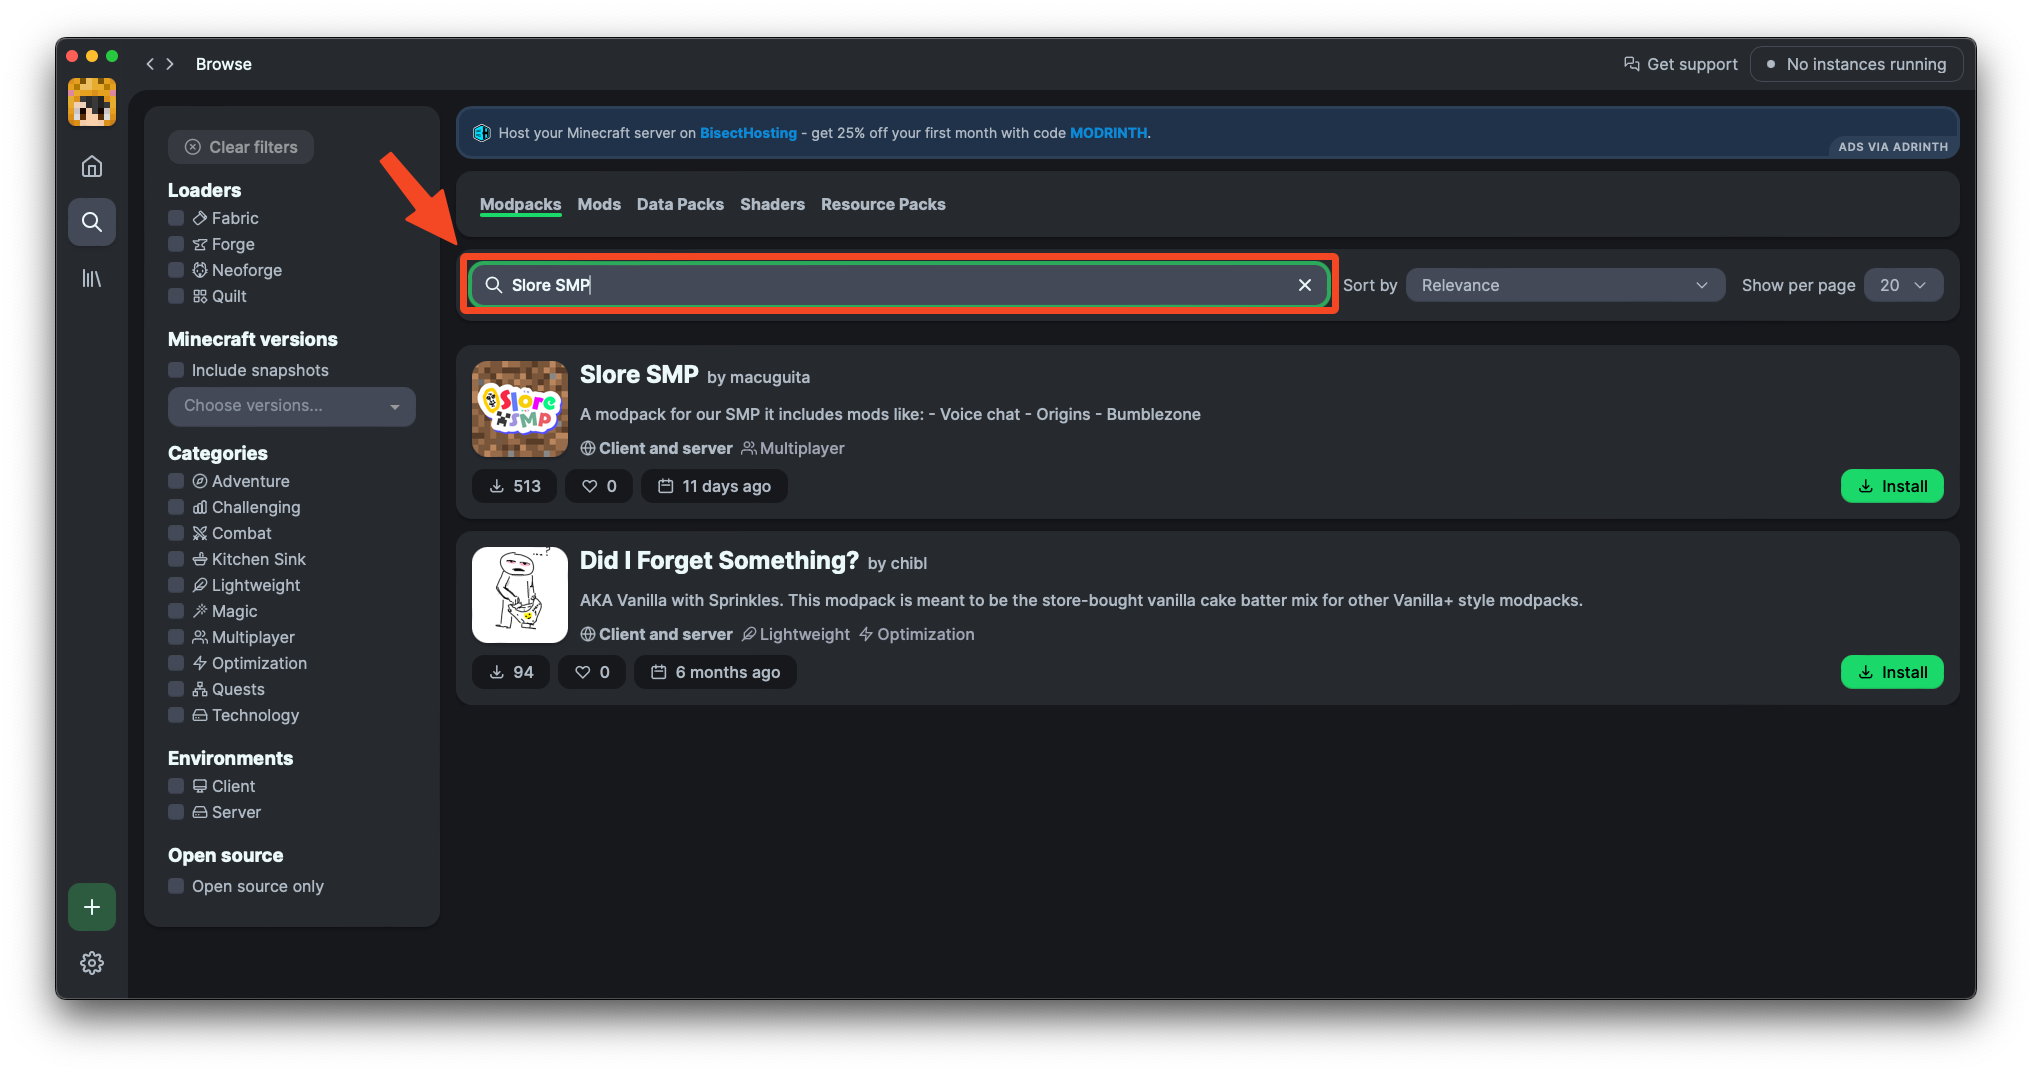 Browse
Get support
No instances running
Clear filters
Loaders
Fabric
Forge
Neoforge
Quilt
Minecraft versions
Include snapshots
Choose versions...
Categories
Adventure
Challenging
Combat
Kitchen Sink
Lightweight
Magic
Multiplayer
Optimization
Quests
Technology
Environments
Client
Server
Open source
Open source only
Host your Minecraft server on BisectHosting - get 25% off your first month with code MODRINTH.
ADS VIA ADRINTH
Modpacks Mods Data Packs Shaders Resource Packs
Slore SMP
Sort by Relevance
Show per page 20
Slore
SMP
Slore SMP by macuguita
A modpack for our SMP it includes mods like: - Voice chat - Origins - Bumblezone
Client and server Multiplayer
513 0 11 days ago
Install
...?
Did I Forget Something? by chibl
AKA Vanilla with Sprinkles. This modpack is meant to be the store-bought vanilla cake batter mix for other Vanilla+ style modpacks.
Client and server Lightweight Optimization
94 0 6 months ago
Install